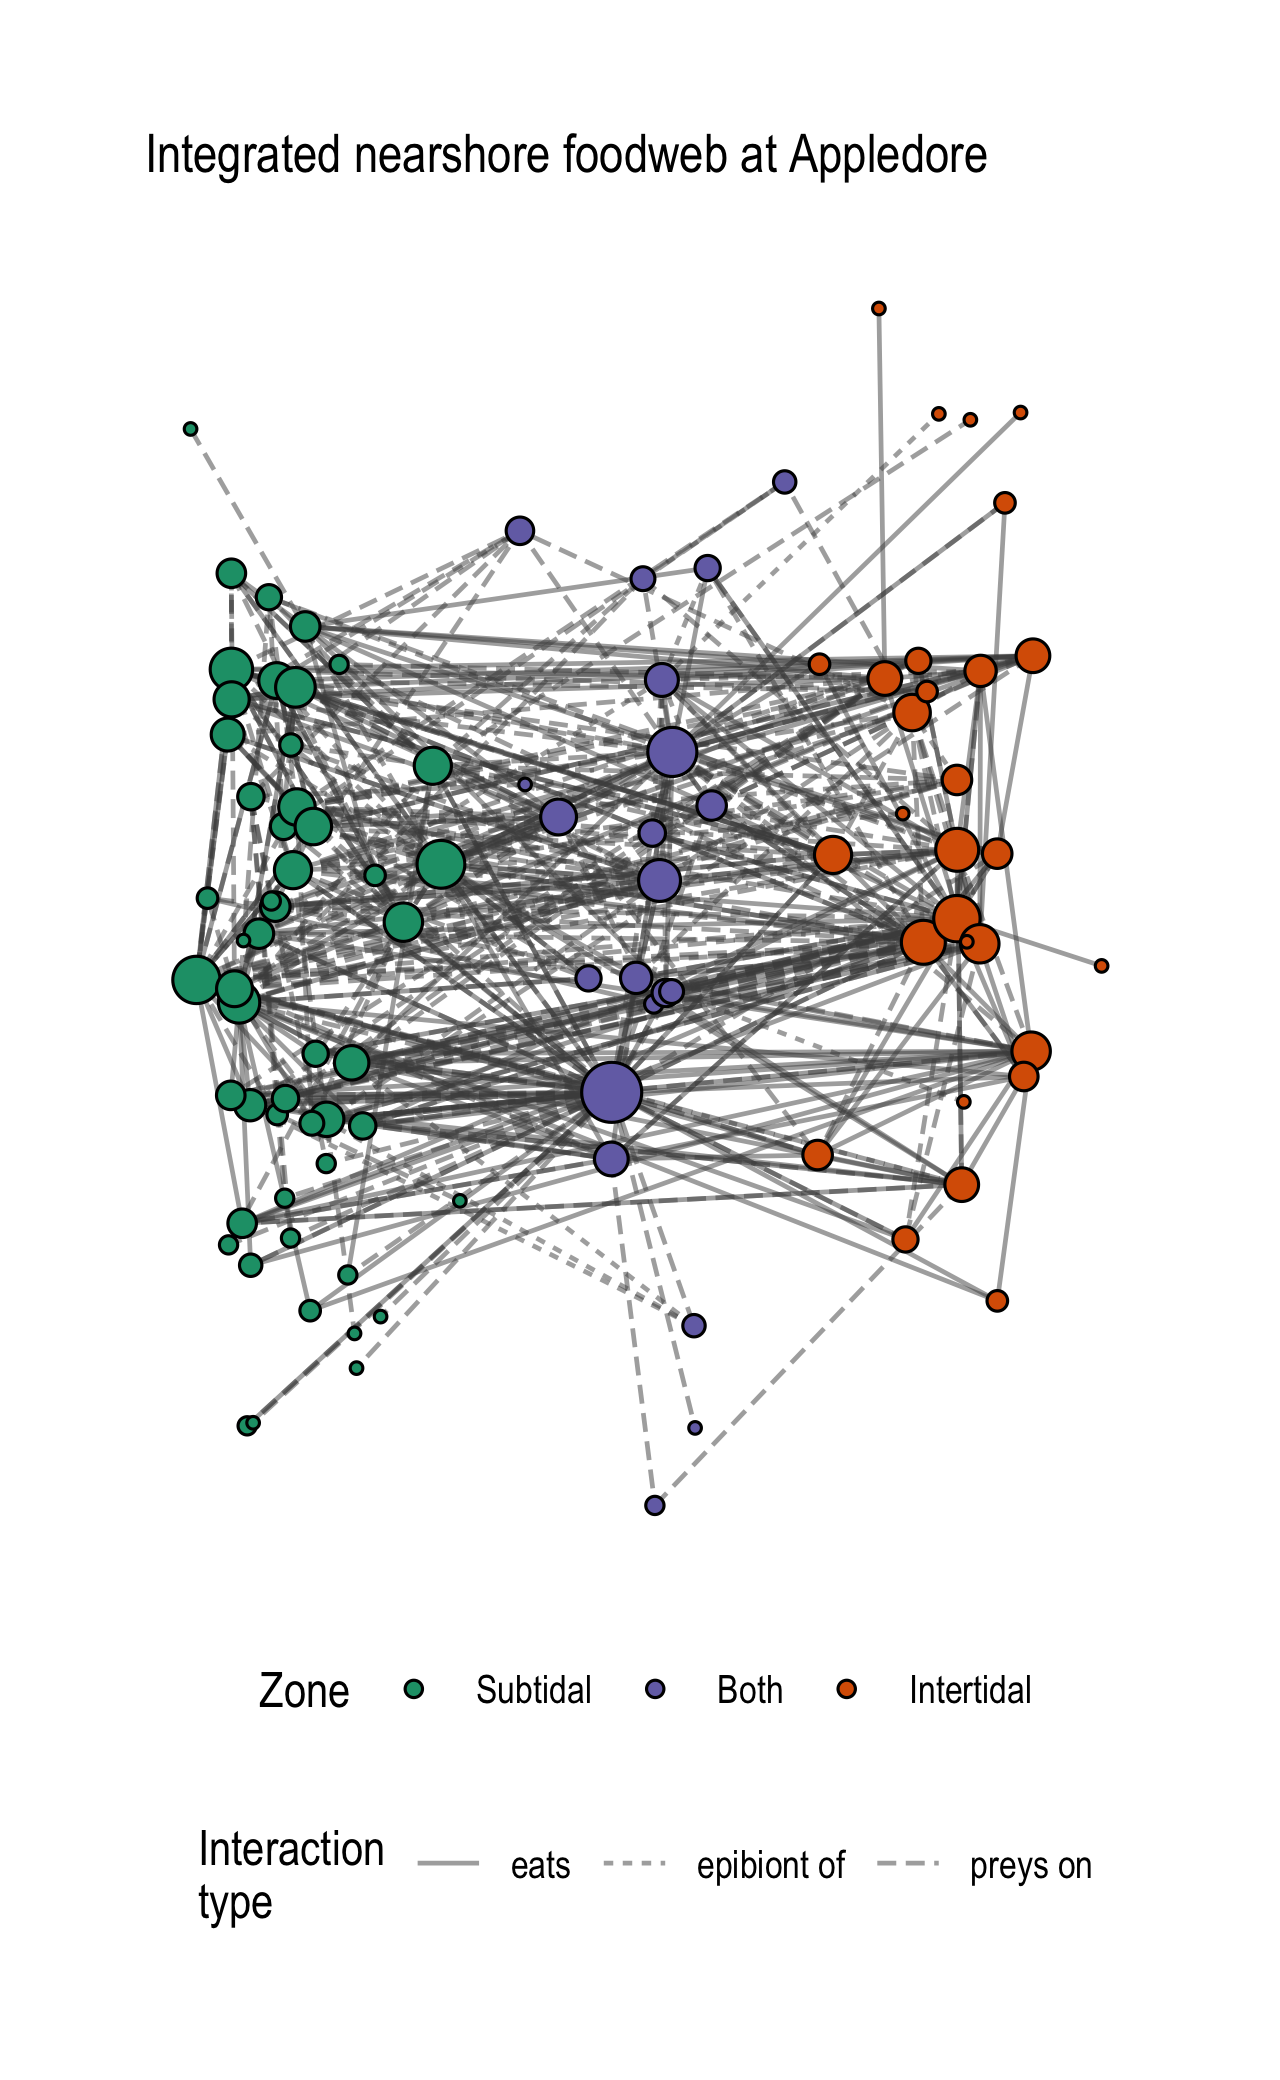 Integrated nearshore foodweb at Appledore
Zone Subtidal Both Intertidal
Interaction type eats epibiont of preys on